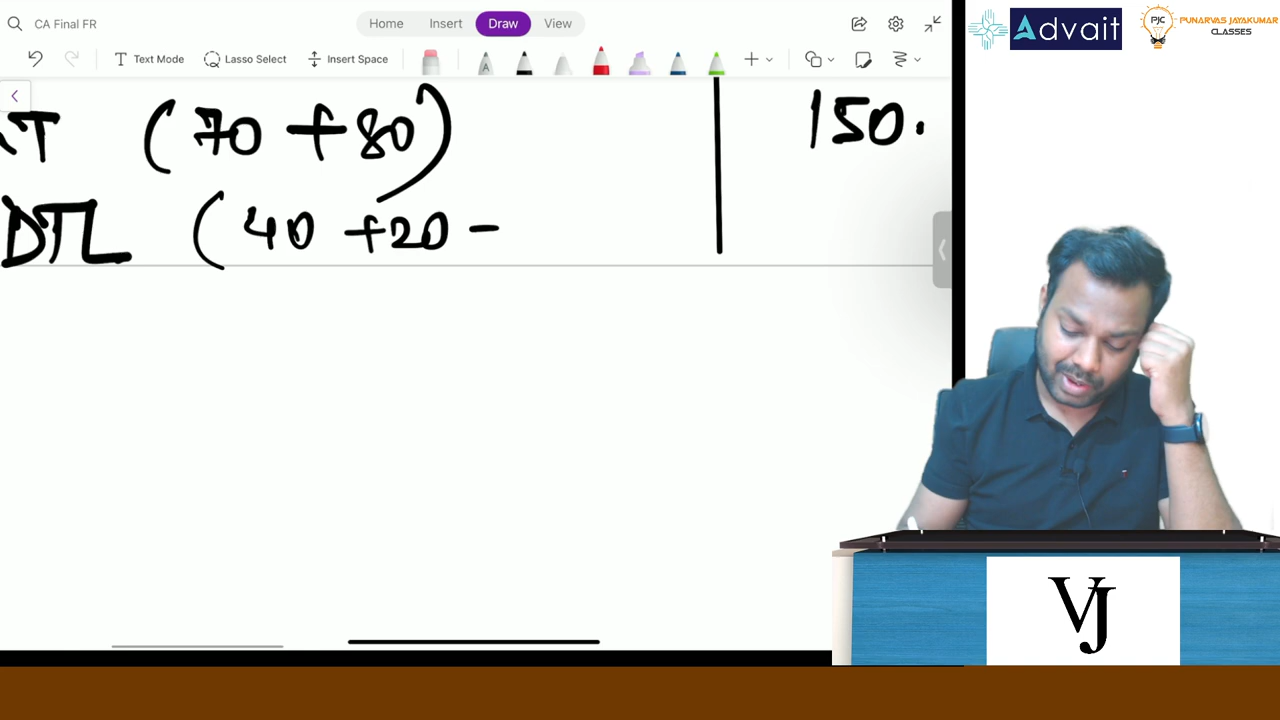 CA Final FR
Home Insert Draw View
Advait
PJC PUNARVAS JAYAKUMAR
CLASSES
Text Mode Lasso Select Insert Space
(70 + 80) 150.
DTL (40 +20 -
VJ